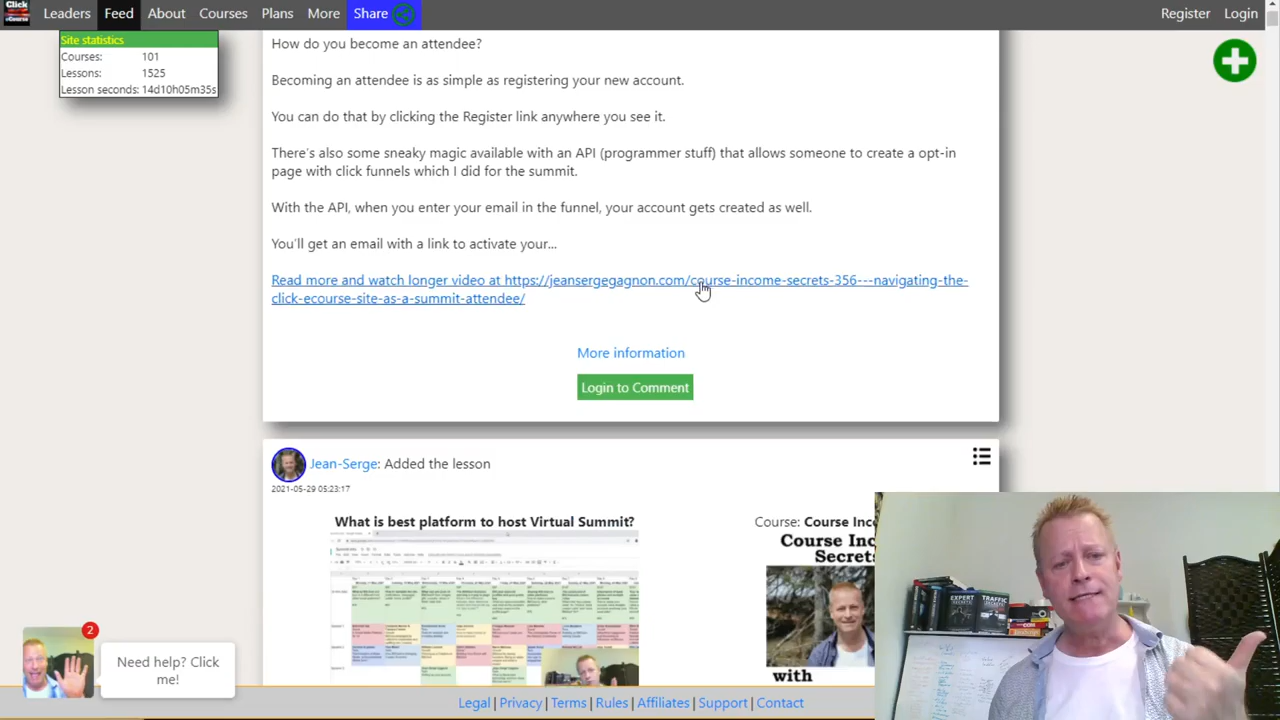 Click
eCourse
Leaders Feed About Courses Plans More Share Register Login
Site statistics
Courses: 101
Lessons: 1525
Lesson seconds: 14d10h05m35s
How do you become an attendee?
Becoming an attendee is as simple as registering your new account.
You can do that by clicking the Register link anywhere you see it.
There's also some sneaky magic available with an API (programmer stuff) that allows someone to create a opt-in
page with click funnels which I did for the summit.
With the API, when you enter your email in the funnel, your account gets created as well.
You'll get an email with a link to activate your...
Read more and watch longer video at https://jeansergegagnon.com/course-income-secrets-356---navigating-the-
click-ecourse-site-as-a-summit-attendee/
More information
Login to Comment
Jean-Serge: Added the lesson
2021-05-29 05:23:17
What is best platform to host Virtual Summit?
Course: Course Inc
Course Inc
Secrets
with
EXPERT
SECRETS
TRAFFIC
SECRETS
2
Need help? Click
me!
Legal | Privacy | Terms | Rules | Affiliates | Support | Contact